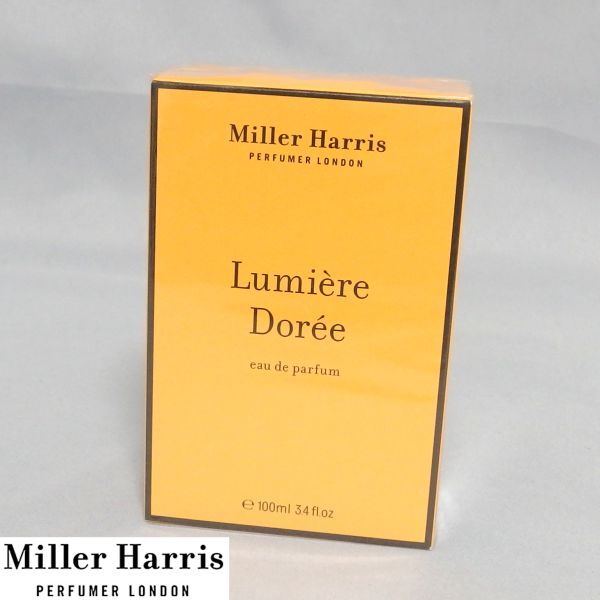 Miller Harris
PERFUMER LONDON
Lumière
Dorée
eau de parfum
℮ 100ml 3.4 fl.oz
Miller Harris
PERFUMER LONDON